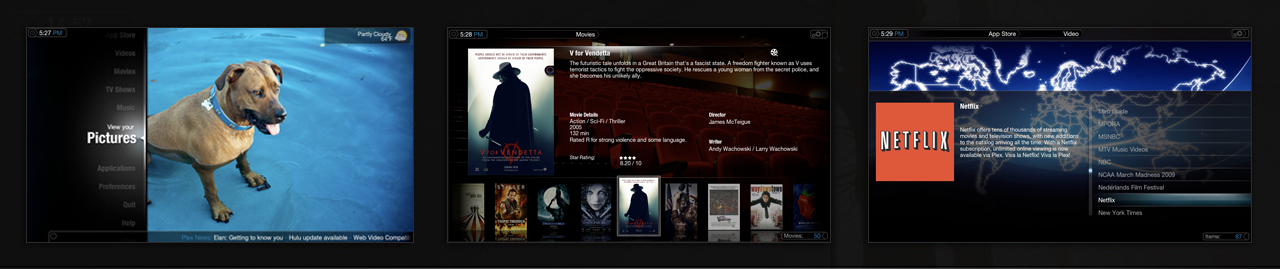 5:27 PM
Partly Cloudy
64°F
App Store
Videos
Movies
TV Shows
Music
View your
Pictures
Applications
Preferences
Quit
Help
Plex News: Elan: Getting to know you Hulu update available Web Video Compati
5:28 PM
Movies
V for Vendetta
The futuristic tale unfolds in a Great Britain that's a fascist state. A freedom fighter known as V uses
terrorist tactics to fight the oppressive society. He rescues a young woman from the secret police, and
she becomes his unlikely ally.
Movie Details
Action / Sci-Fi / Thriller
2005
132 min
Rated R for strong violence and some language.
Star Rating:
8.20 / 10
Director
James McTeigue
Writer
Andy Wachowski / Larry Wachowski
V FOR VENDETTA
Movies: 50
5:29 PM
App Store
Video
NETFLIX
Netflix
Netflix offers tens of thousands of streaming
movies and television shows, with new additions
to the catalog arriving all the time. With a Netflix
subscription, unlimited online viewing is now
available via Plex. Viva la Netflix! Viva la Plex!
MSNBC
MTV Music Videos
NBC
NCAA March Madness 2009
Nederlands Film Festival
Netflix
New York Times
Items: 87